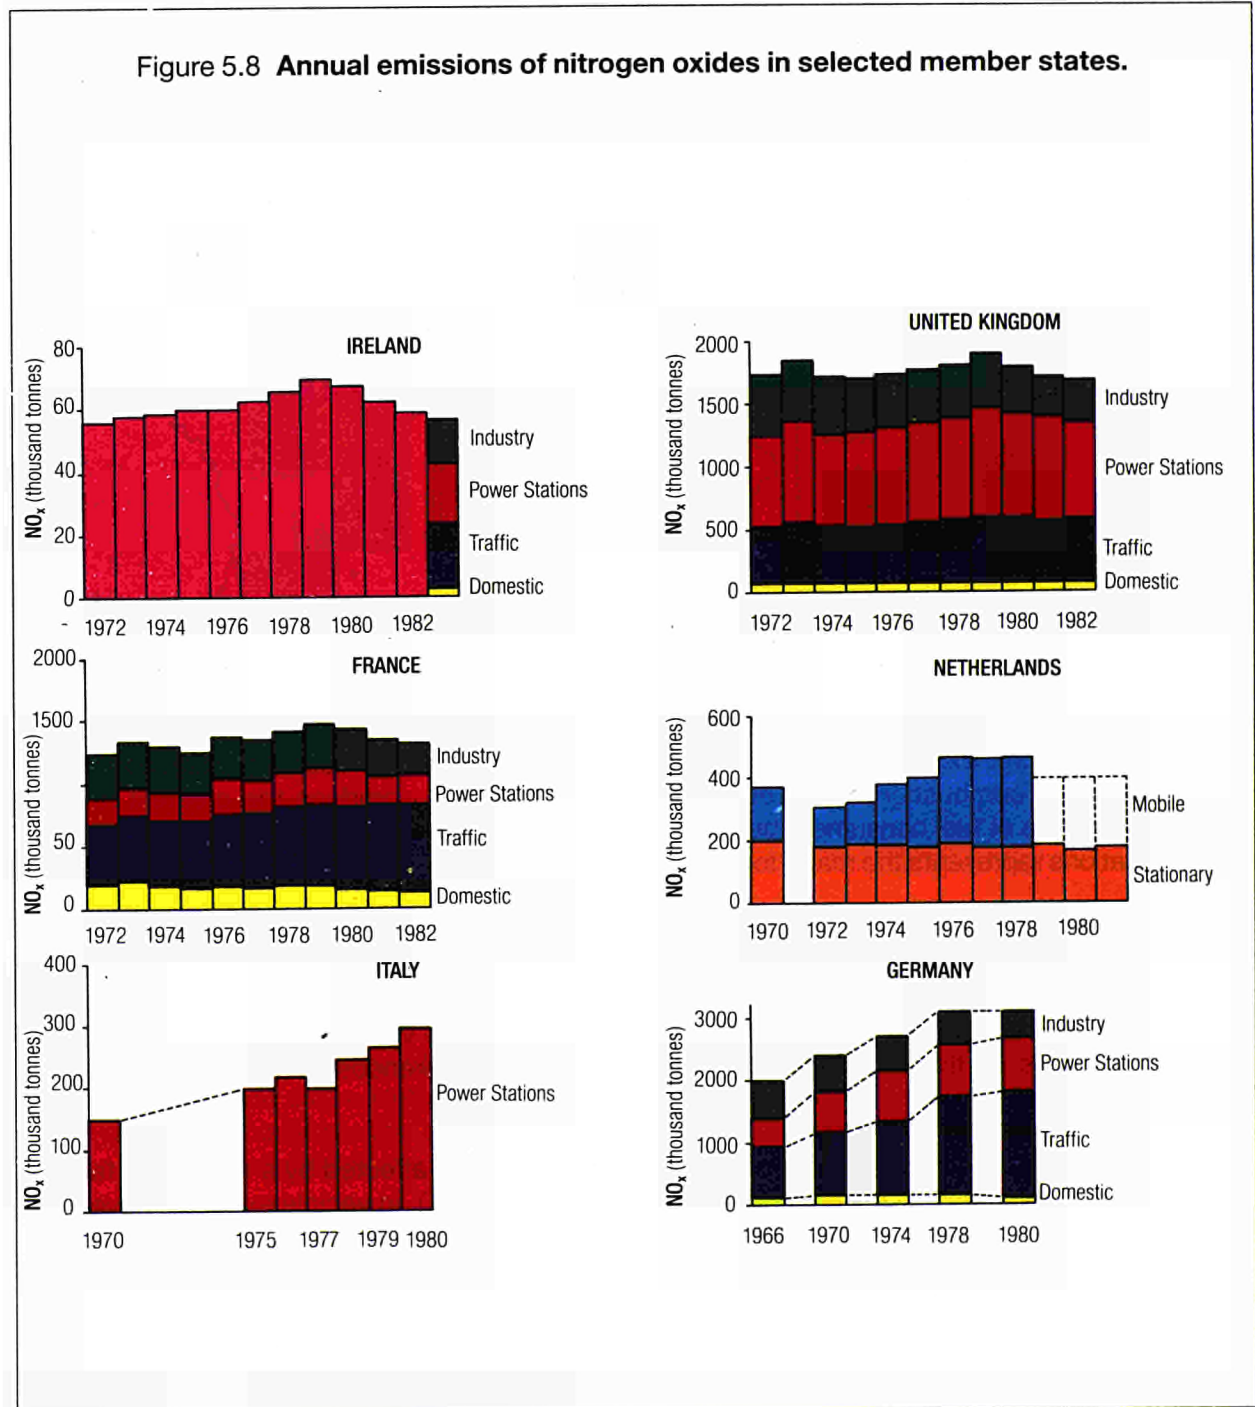 Figure 5.8 Annual emissions of nitrogen oxides in selected member states.
IRELAND
NOx (thousand tonnes)
80
60
40
20
0
Industry
Power Stations
Traffic
Domestic
1972 1974 1976 1978 1980 1982
UNITED KINGDOM
NOx (thousand tonnes)
2000
1500
1000
500
0
Industry
Power Stations
Traffic
Domestic
1972 1974 1976 1978 1980 1982
FRANCE
NOx (thousand tonnes)
2000
1500
50
0
Industry
Power Stations
Traffic
Domestic
1972 1974 1976 1978 1980 1982
NETHERLANDS
NOx (thousand tonnes)
600
400
200
0
Mobile
Stationary
1970 1972 1974 1976 1978 1980
ITALY
NOx (thousand tonnes)
400
300
200
100
0
Power Stations
1970 1975 1977 1979 1980
GERMANY
NOx (thousand tonnes)
3000
2000
1000
0
Industry
Power Stations
Traffic
Domestic
1966 1970 1974 1978 1980